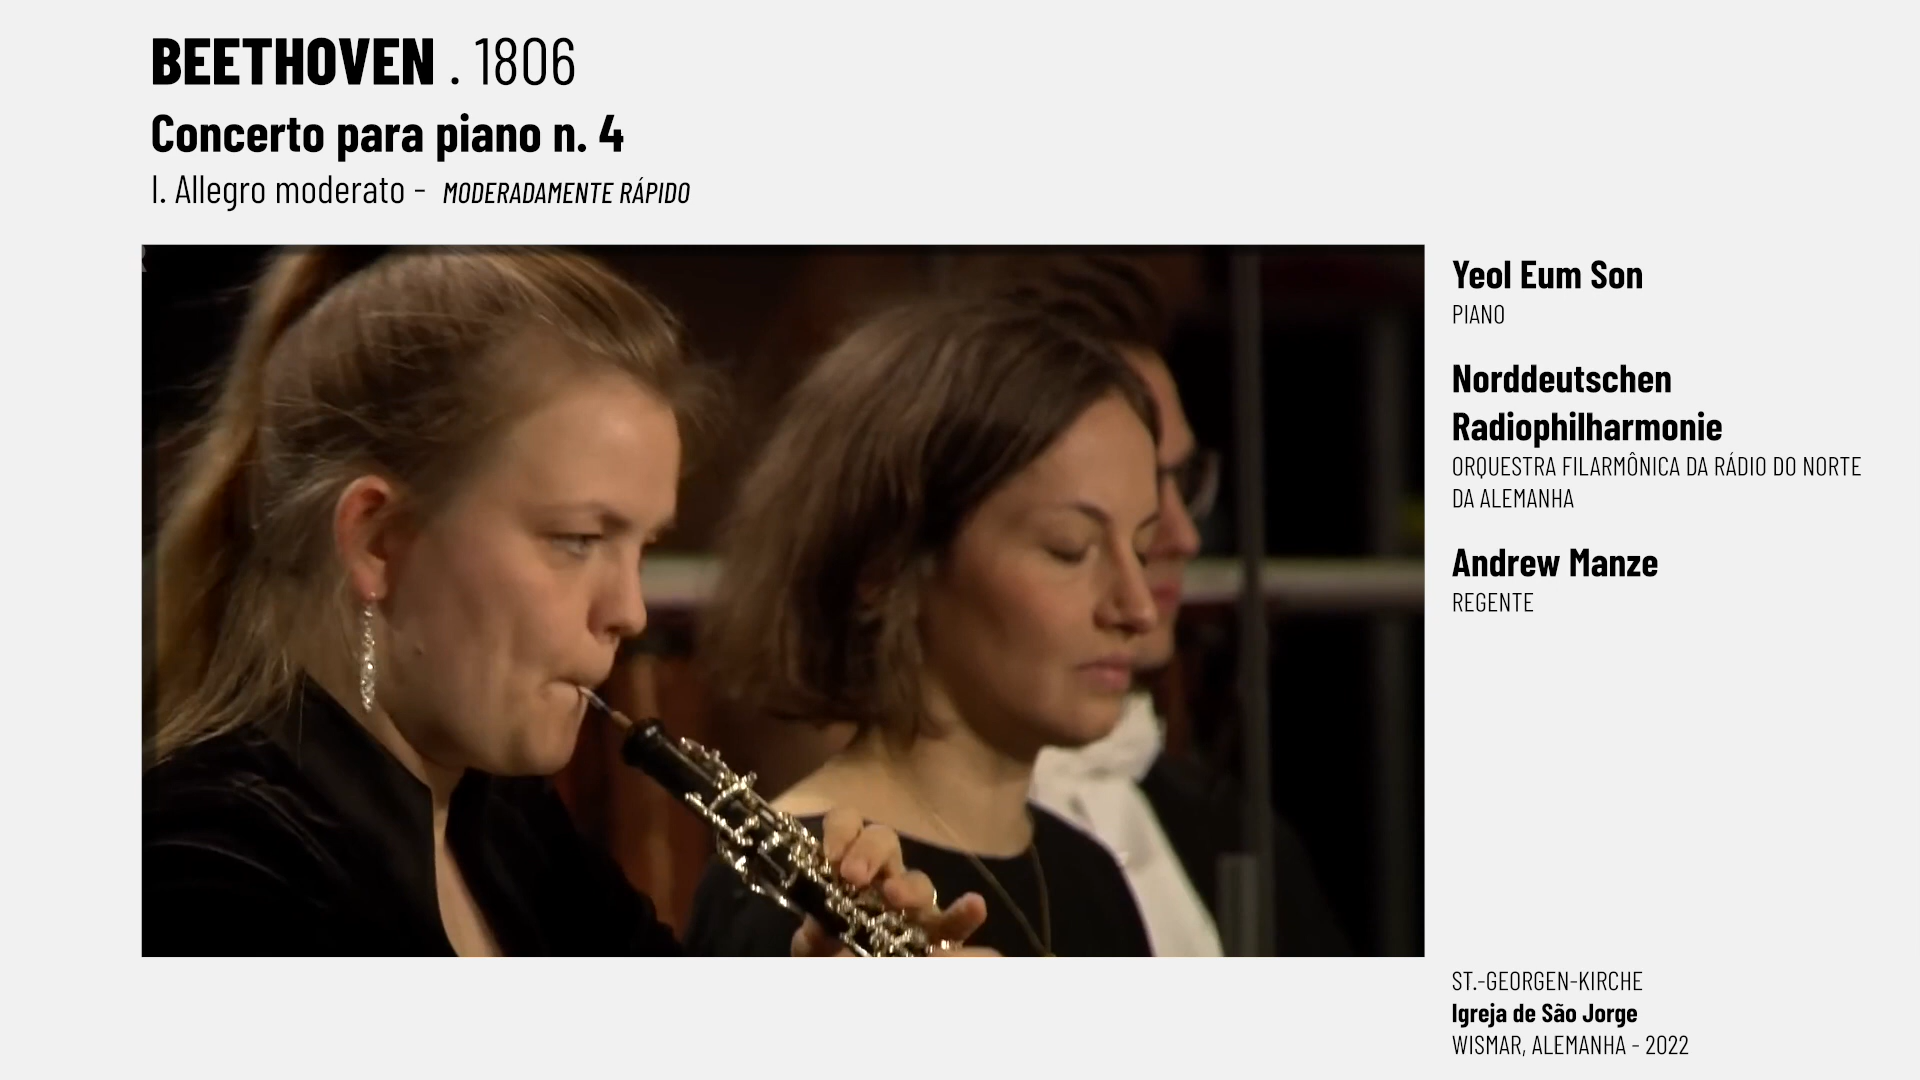 BEETHOVEN . 1806
Concerto para piano n. 4
I. Allegro moderato - MODERADAMENTE RÁPIDO
Yeol Eum Son
PIANO
Norddeutschen
Radiophilharmonie
ORQUESTRA FILARMÔNICA DA RÁDIO DO NORTE
DA ALEMANHA
Andrew Manze
REGENTE
ST.-GEORGEN-KIRCHE
Igreja de São Jorge
WISMAR, ALEMANHA - 2022